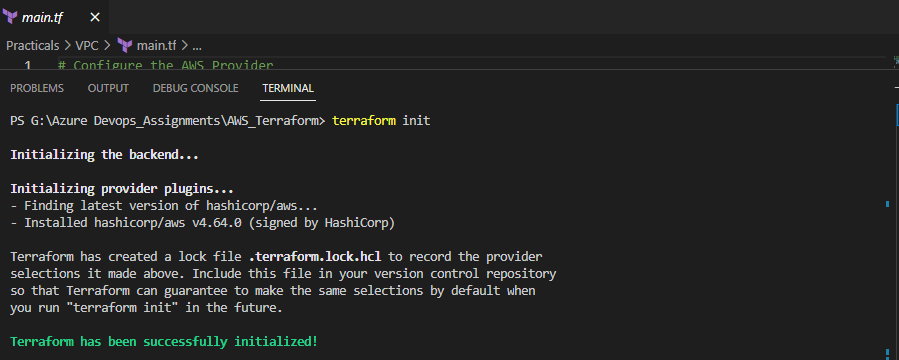 main.tf
Practicals > VPC > main.tf > ...
1 # Configure the AWS Provider
PROBLEMS OUTPUT DEBUG CONSOLE TERMINAL
PS G:\Azure Devops_Assignments\AWS_Terraform> terraform init
Initializing the backend...
Initializing provider plugins...
- Finding latest version of hashicorp/aws...
- Installed hashicorp/aws v4.64.0 (signed by HashiCorp)
Terraform has created a lock file .terraform.lock.hcl to record the provider
selections it made above. Include this file in your version control repository
so that Terraform can guarantee to make the same selections by default when
you run "terraform init" in the future.
Terraform has been successfully initialized!